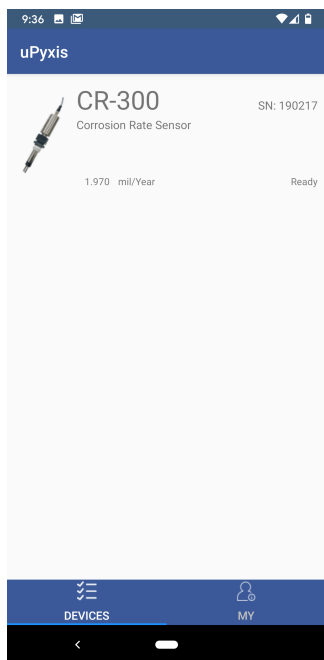 9:36
uPyxis
CR-300
SN: 190217
Corrosion Rate Sensor
1.970 mil/Year Ready
DEVICES MY